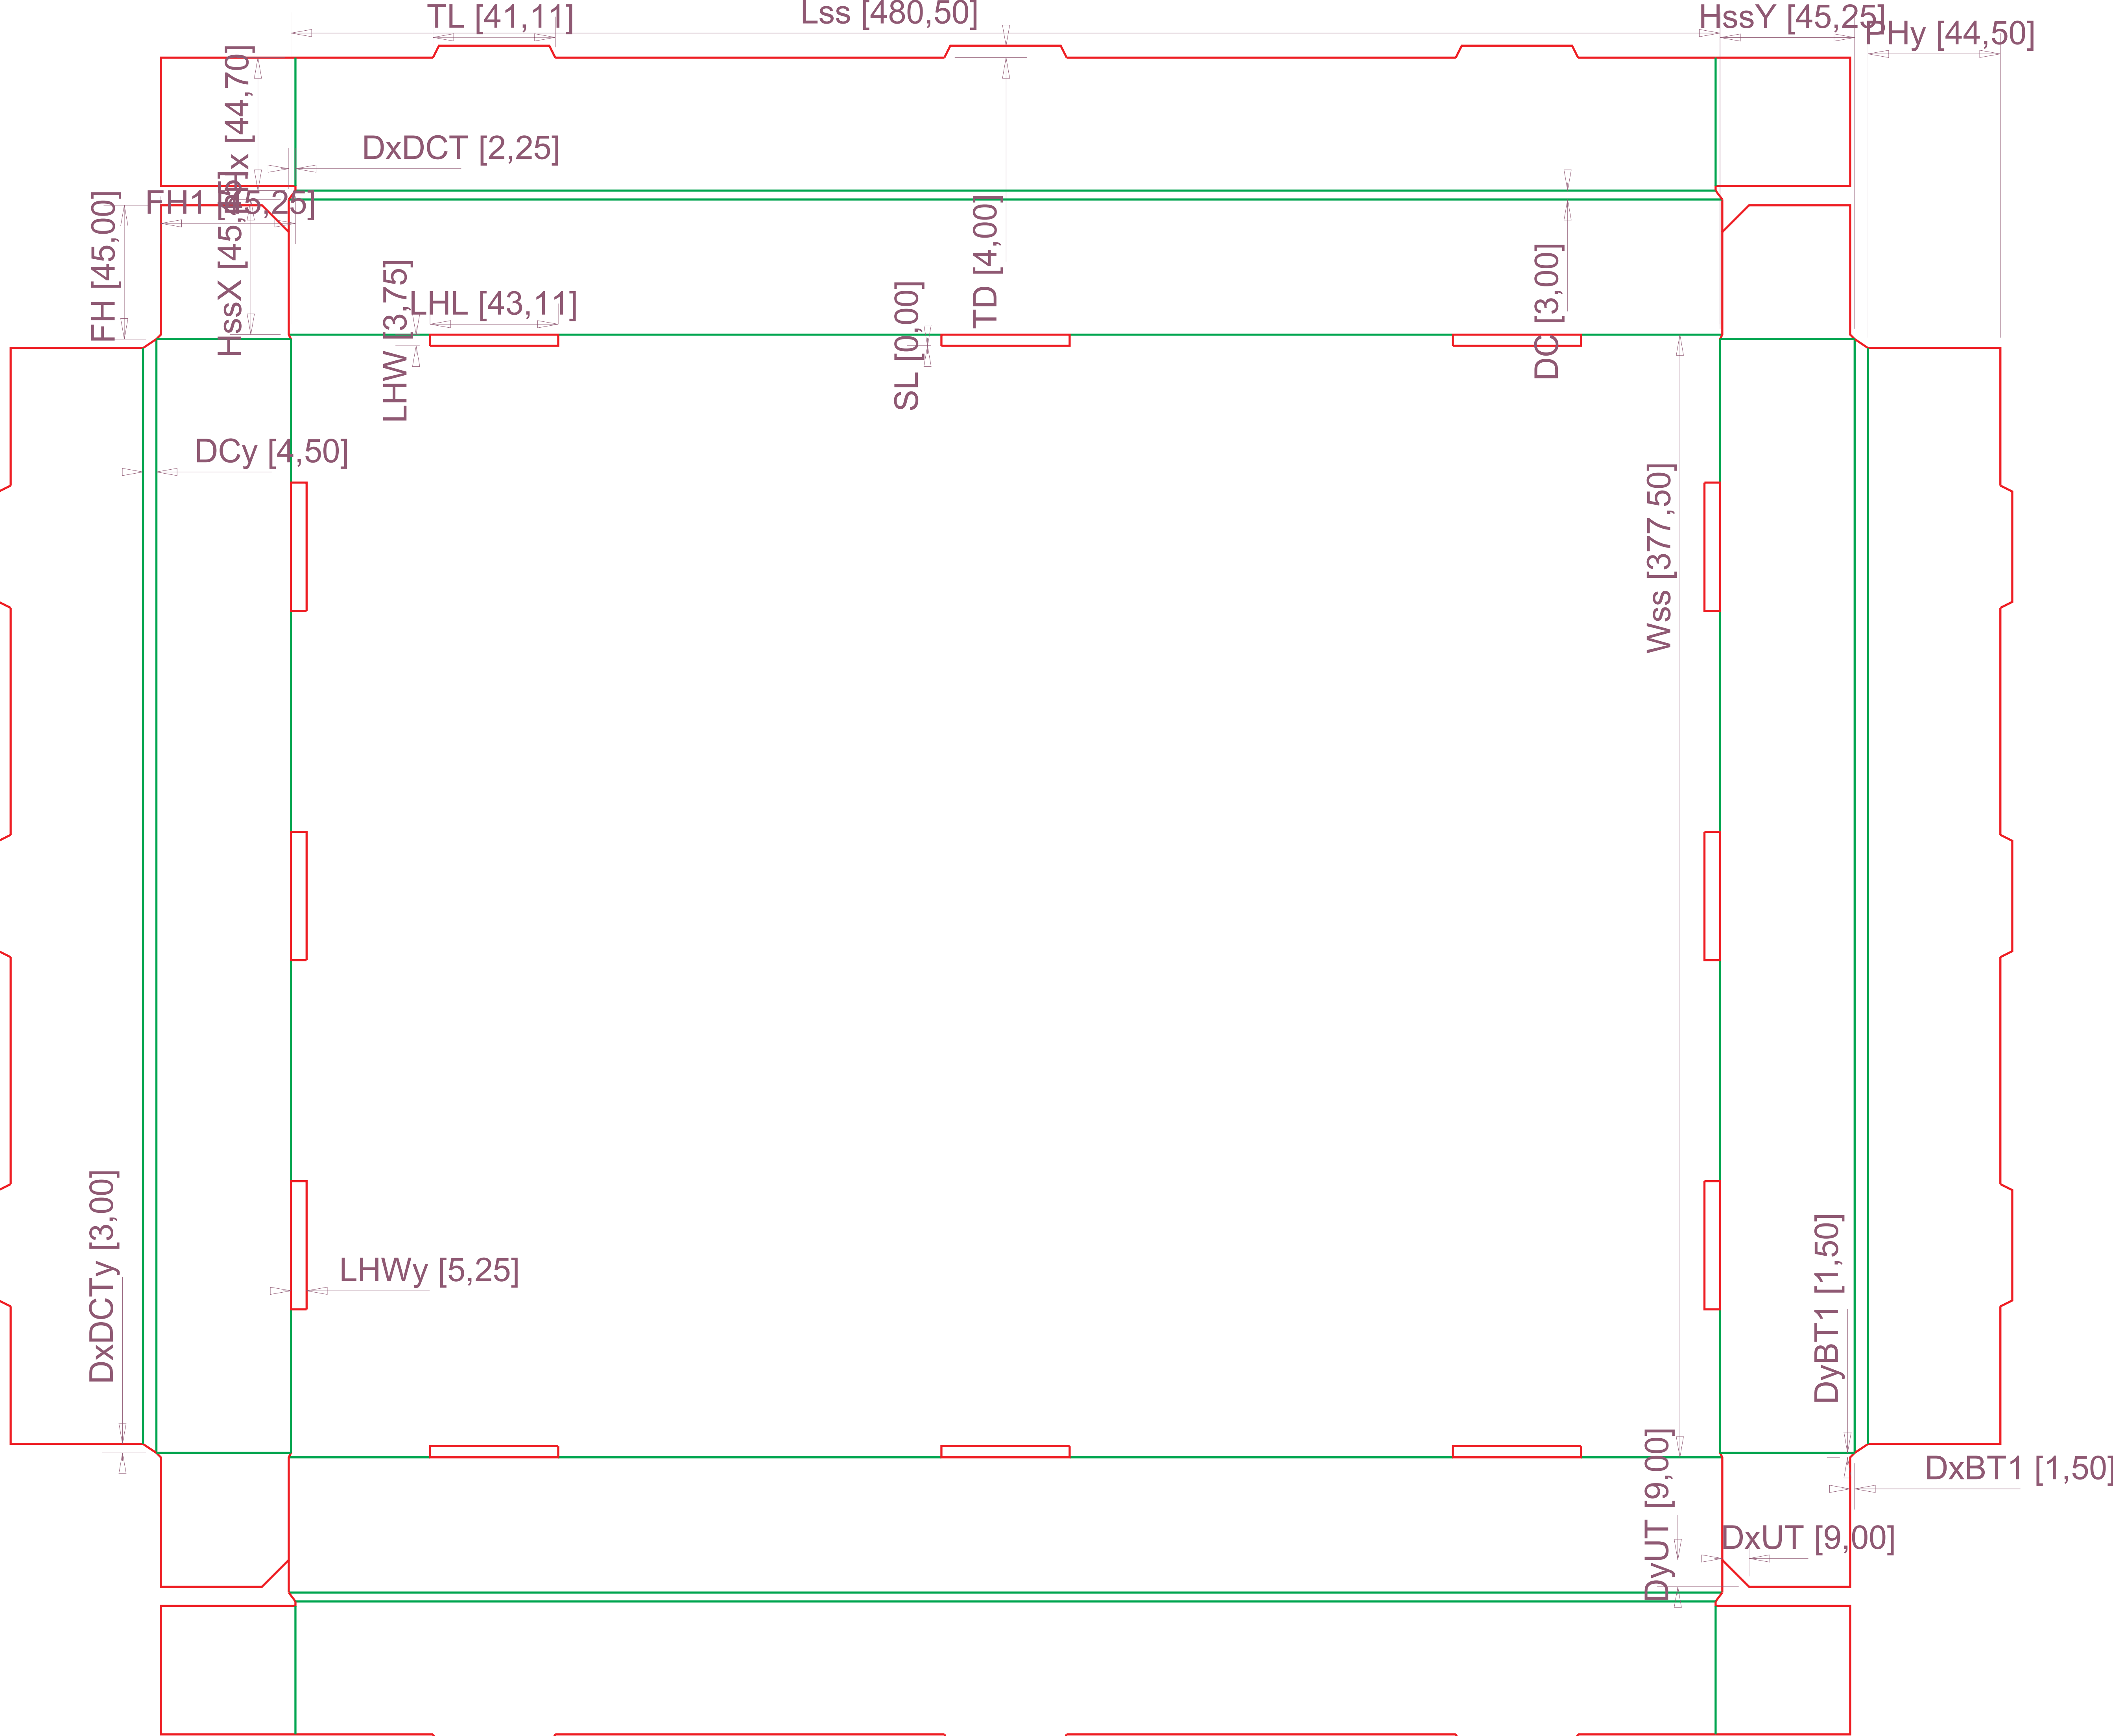 TL [41,11]
Lss [480,50]
HssY [45,25]
PHy [44,50]
[44,70]
DxDCT [2,25]
FH1 [45,25]
FH [45,00]
HssX
TD [4,00]
LHW [3,75]
LHL [43,11]
SL [0,00]
DC [3,00]
DCy [4,50]
Wss [377,50]
DxDCTy [3,00]
LHWy [5,25]
DyBT1 [1,50]
DxBT1 [1,50]
DyUT [9,00]
DxUT [9,00]